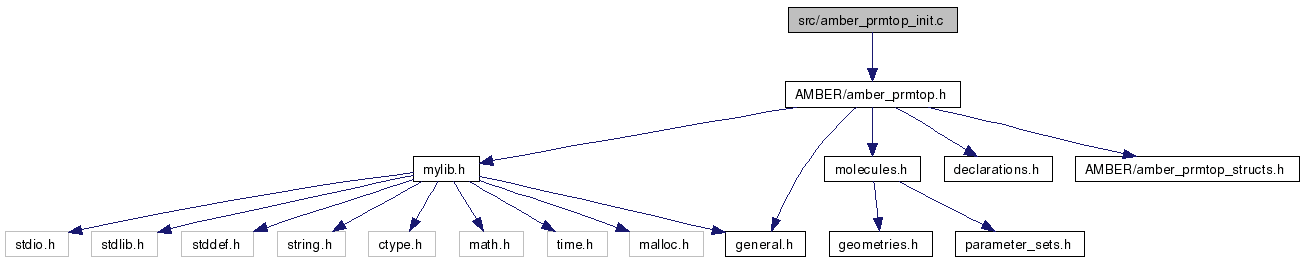 src/amber_prmtop_init.c
AMBER/amber_prmtop.h
mylib.h
molecules.h
declarations.h
AMBER/amber_prmtop_structs.h
stdio.h
stdlib.h
stddef.h
string.h
ctype.h
math.h
time.h
malloc.h
general.h
geometries.h
parameter_sets.h